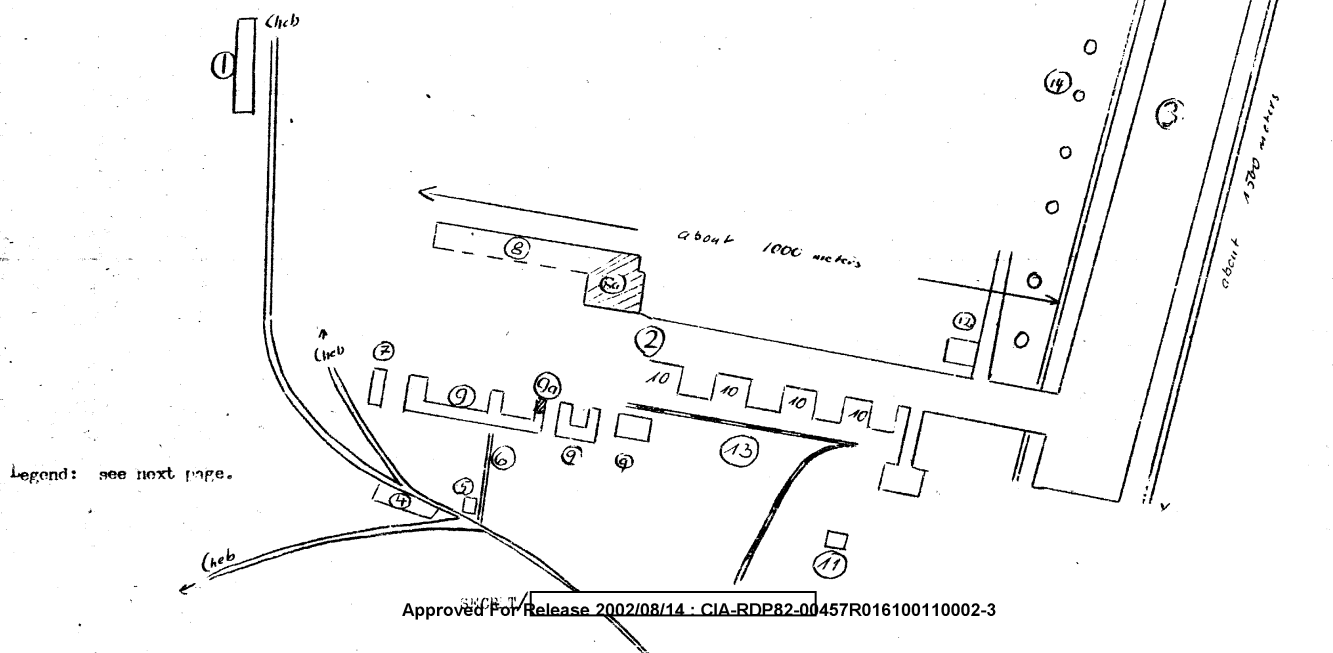 Cheb
1
14
3
about 1500 meters
8
about 1000 meters
12
2
7
Cheb
9
9a
10
10
10
10
6
9
9
13
Legend: see next page.
5
4
11
Cheb
SECRET/
Approved For Release 2002/08/14 : CIA-RDP82-00457R016100110002-3